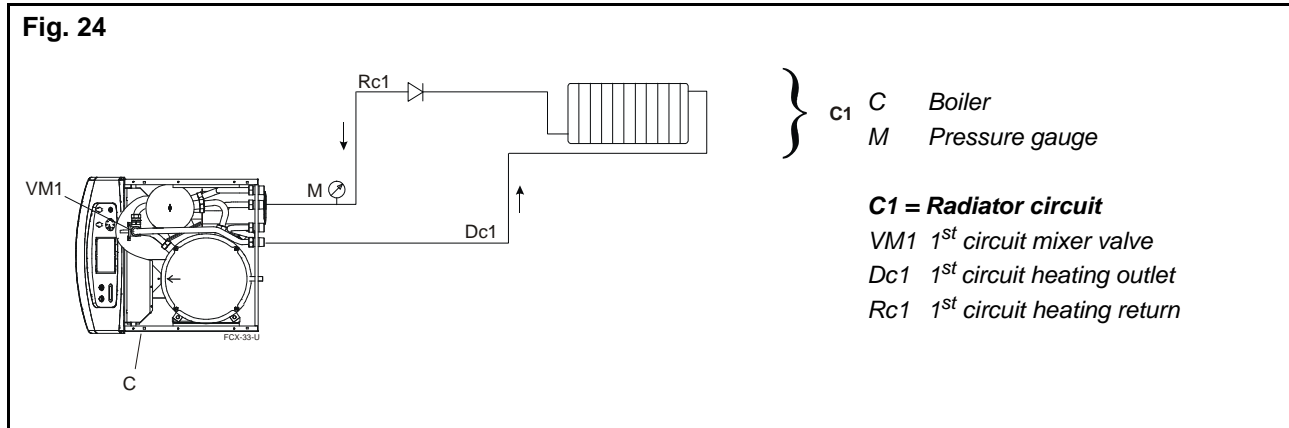 Fig. 24
Rc1
C1
C Boiler
M Pressure gauge
VM1
M
C1 = Radiator circuit
VM1 1st circuit mixer valve
Dc1
Dc1 1st circuit heating outlet
Rc1 1st circuit heating return
FCX-33-U
C